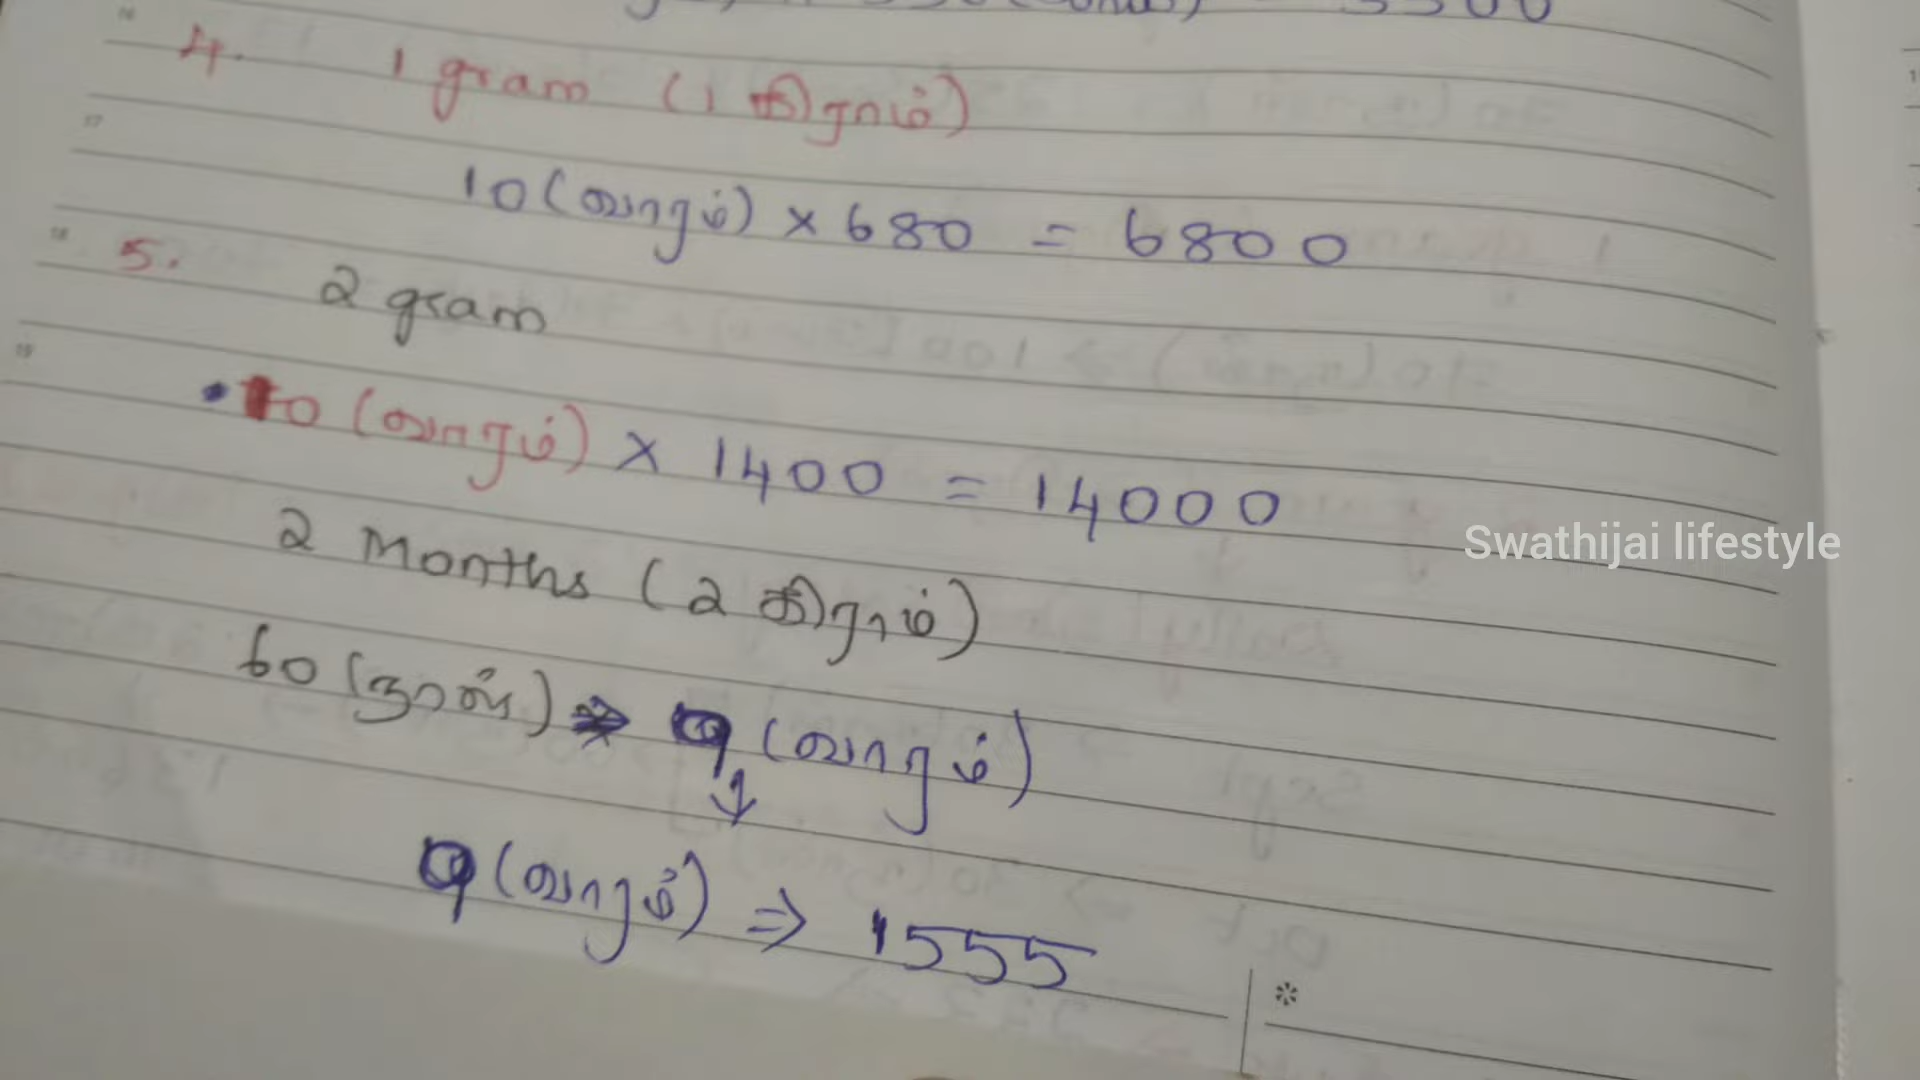 3300
4. 1 gram (1 கிராம்)
10 (வாரம்) × 680 = 6800
5. 2 gram
10 (வாரம்) × 1400 = 14000
2 Months (2 கிராம்)
60 (நாள்) ⇒ 9 (வாரம்)
↓
9 (வாரம்) ⇒ 1555
*
Swathijai lifestyle